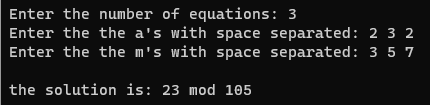 Enter the number of equations: 3
Enter the the a's with space separated: 2 3 2
Enter the the m's with space separated: 3 5 7
the solution is: 23 mod 105